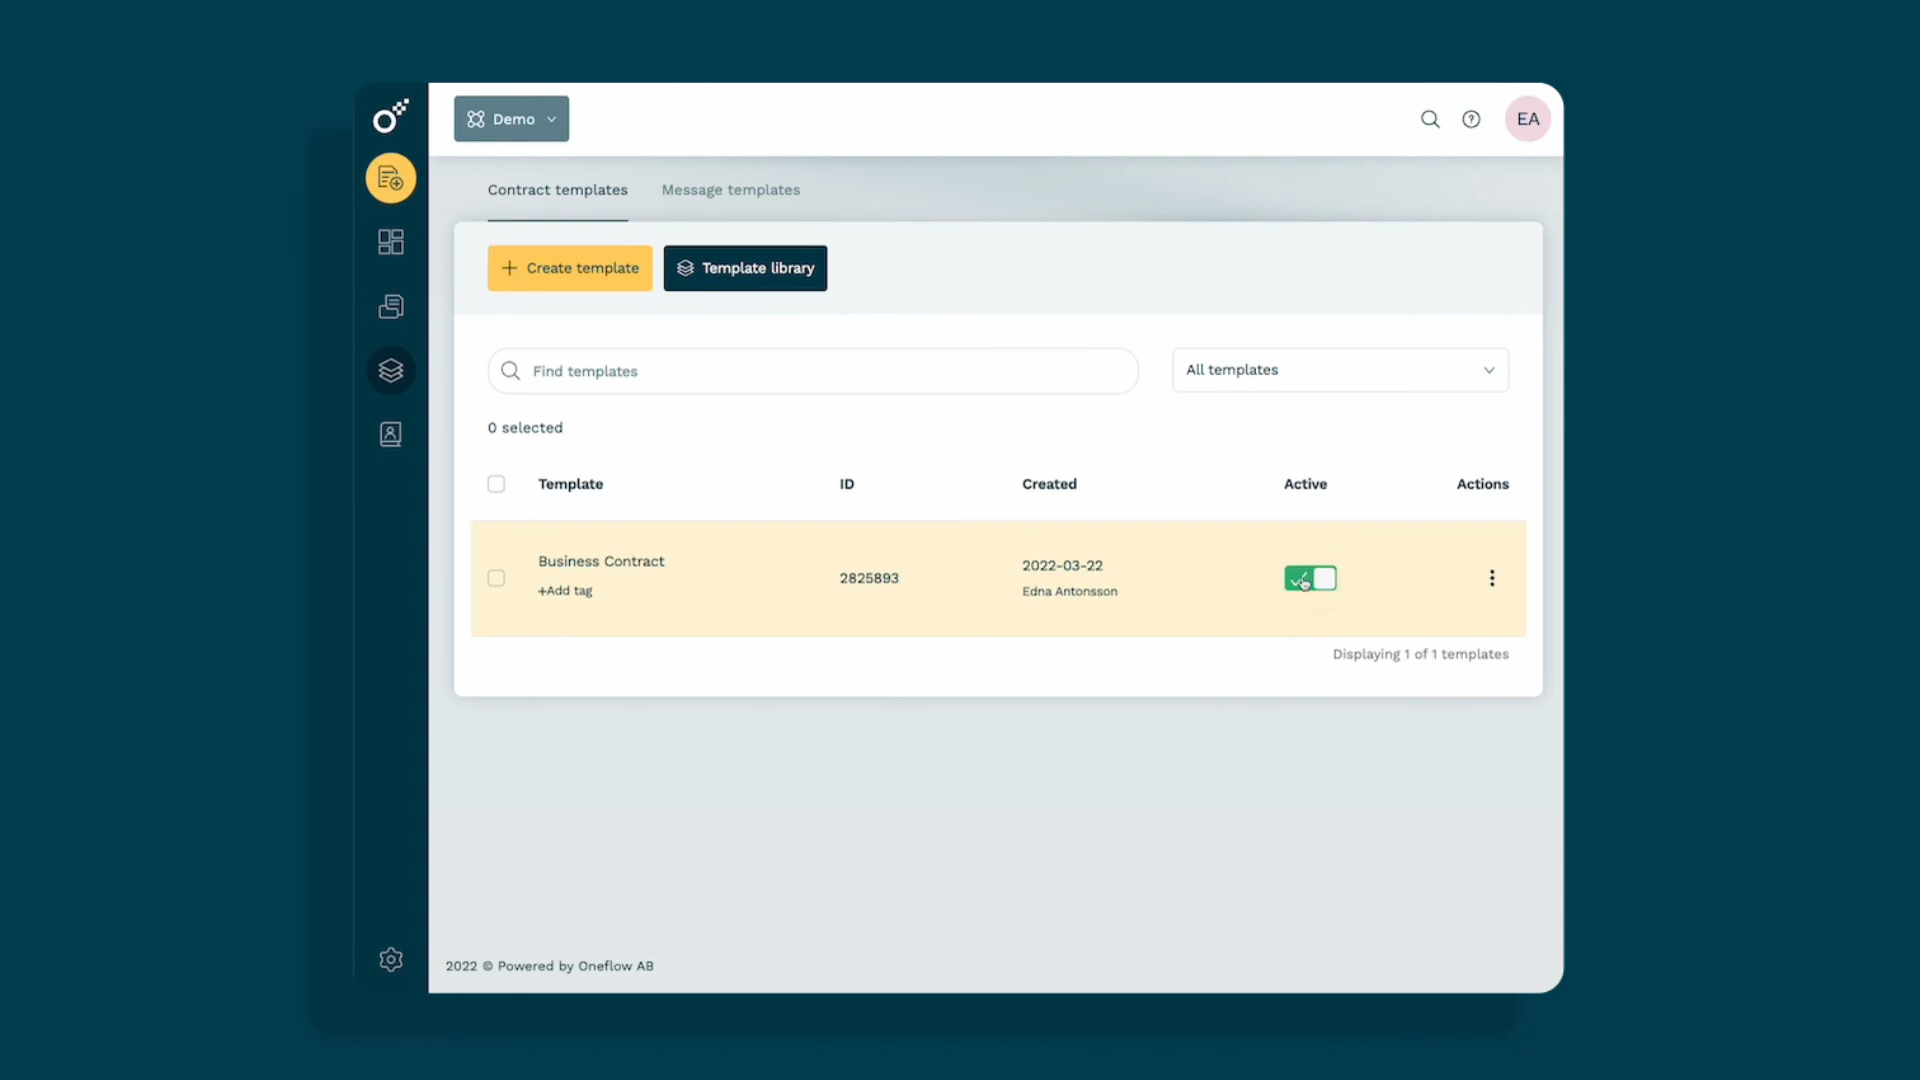 Demo
EA
Contract templates
Message templates
Create template
Template library
Find templates
All templates
0 selected
Template
ID
Created
Active
Actions
Business Contract
+Add tag
2825893
2022-03-22
Edna Antonsson
Displaying 1 of 1 templates
2022 © Powered by Oneflow AB